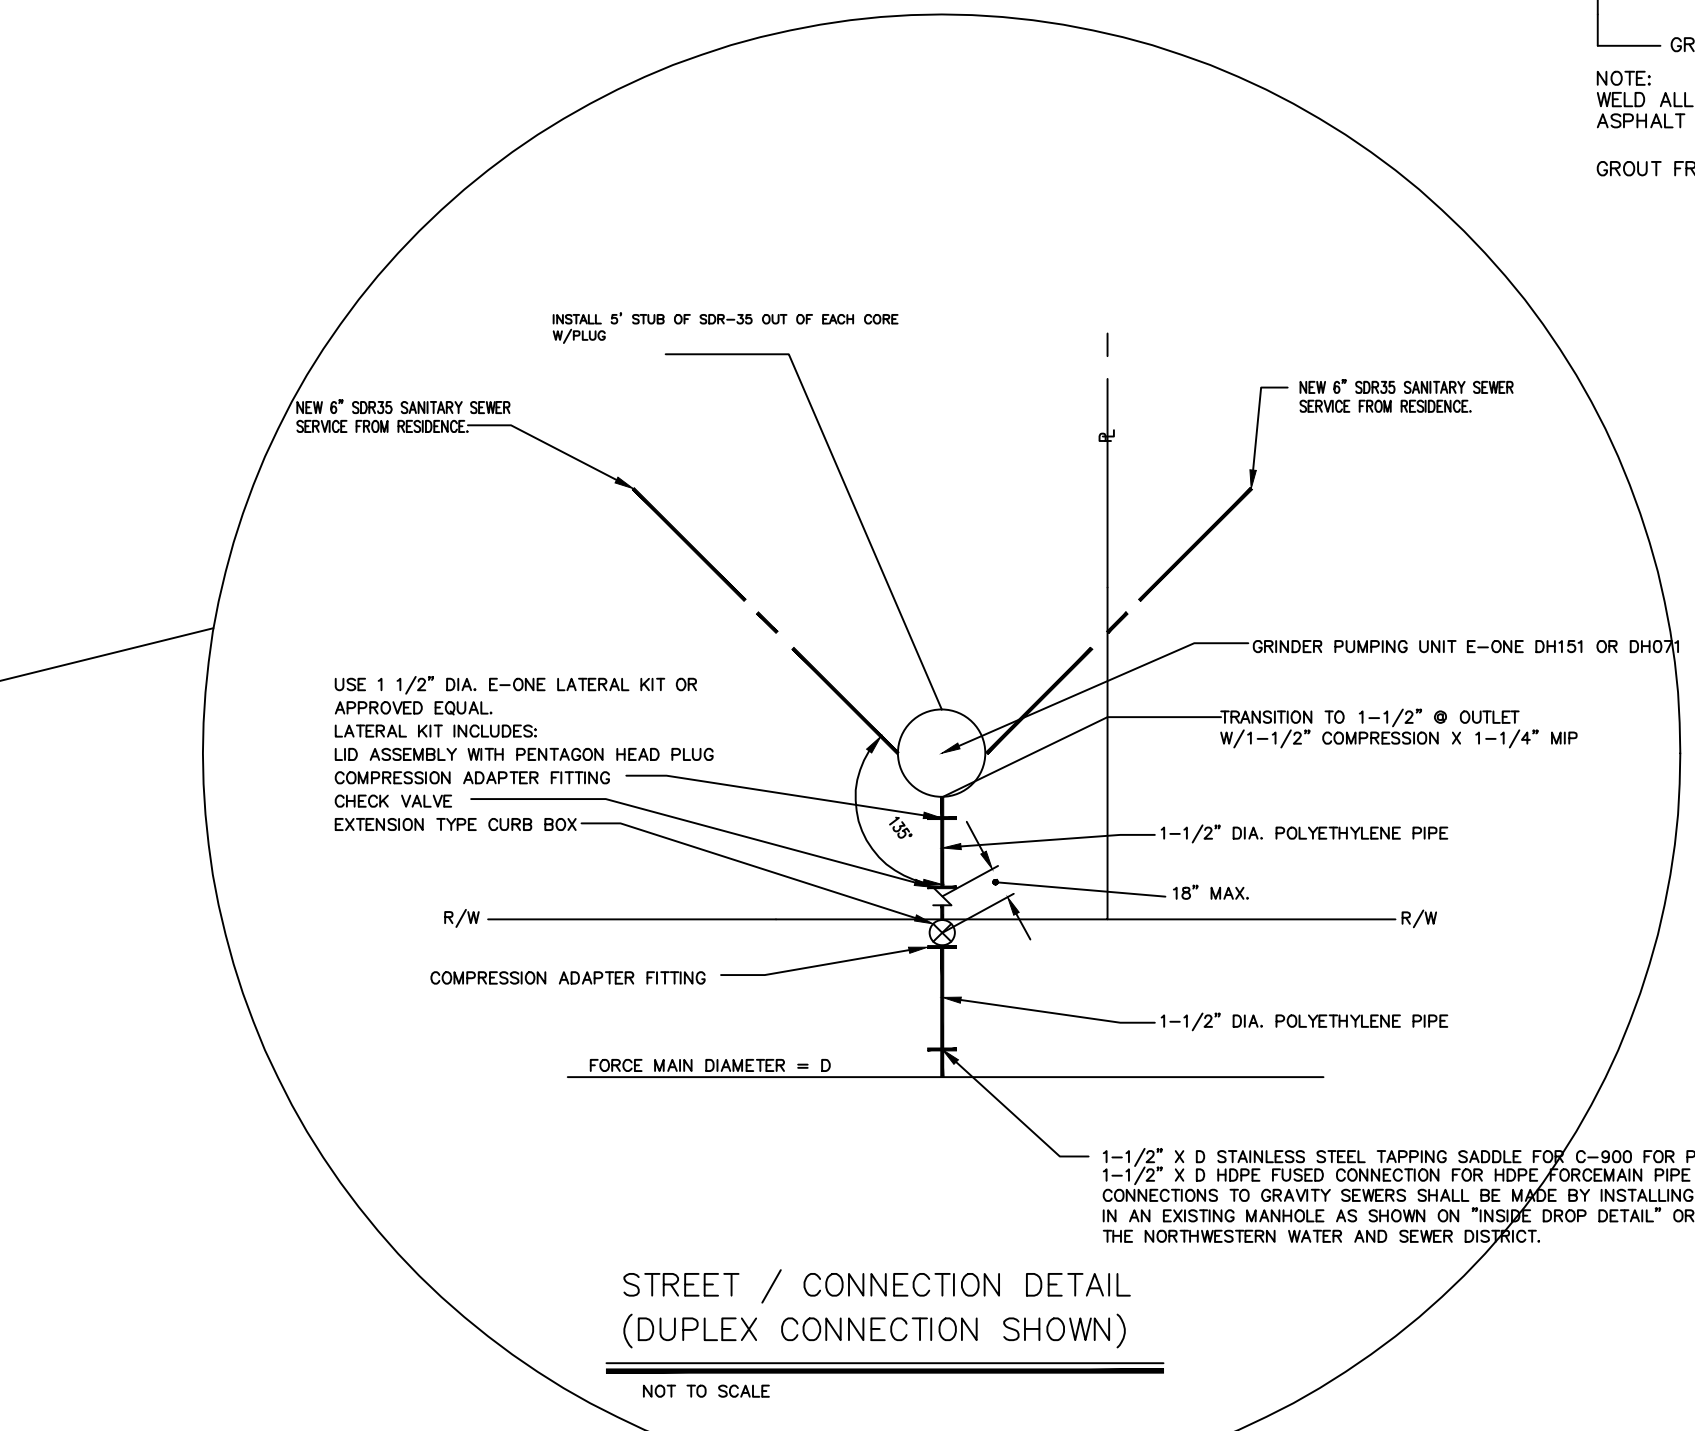 GR
NOTE:
WELD ALL
ASPHALT
GROUT FR
INSTALL 5' STUB OF SDR-35 OUT OF EACH CORE
W/PLUG
NEW 6" SDR35 SANITARY SEWER
SERVICE FROM RESIDENCE.
NEW 6" SDR35 SANITARY SEWER
SERVICE FROM RESIDENCE.
PL
GRINDER PUMPING UNIT E-ONE DH151 OR DH071
USE 1 1/2" DIA. E-ONE LATERAL KIT OR
APPROVED EQUAL.
LATERAL KIT INCLUDES:
LID ASSEMBLY WITH PENTAGON HEAD PLUG
COMPRESSION ADAPTER FITTING
CHECK VALVE
EXTENSION TYPE CURB BOX
TRANSITION TO 1-1/2" @ OUTLET
W/1-1/2" COMPRESSION X 1-1/4" MIP
135°
1-1/2" DIA. POLYETHYLENE PIPE
18" MAX.
R/W
R/W
COMPRESSION ADAPTER FITTING
1-1/2" DIA. POLYETHYLENE PIPE
FORCE MAIN DIAMETER = D
1-1/2" X D STAINLESS STEEL TAPPING SADDLE FOR C-900 FOR P
1-1/2" X D HDPE FUSED CONNECTION FOR HDPE FORCEMAIN PIPE
CONNECTIONS TO GRAVITY SEWERS SHALL BE MADE BY INSTALLING
IN AN EXISTING MANHOLE AS SHOWN ON "INSIDE DROP DETAIL" OR
THE NORTHWESTERN WATER AND SEWER DISTRICT.
STREET / CONNECTION DETAIL
(DUPLEX CONNECTION SHOWN)
NOT TO SCALE